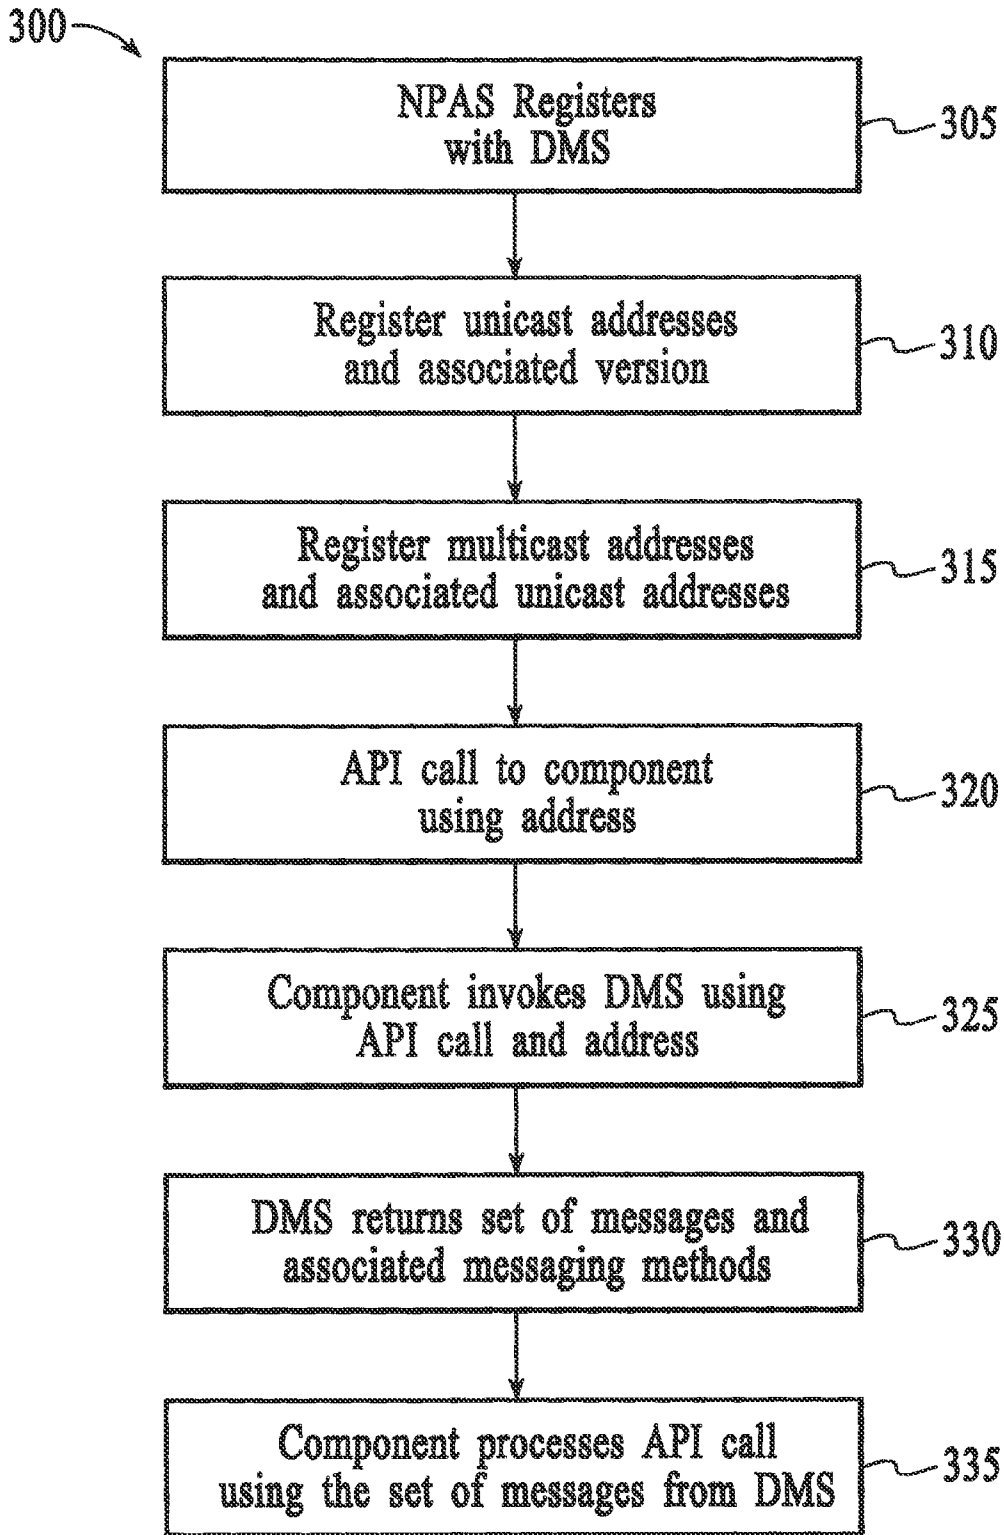 300
NPAS Registers
with DMS
305
Register unicast addresses
and associated version
310
Register multicast addresses
and associated unicast addresses
315
API call to component
using address
320
Component invokes DMS using
API call and address
325
DMS returns set of messages and
associated messaging methods
330
Component processes API call
using the set of messages from DMS
335